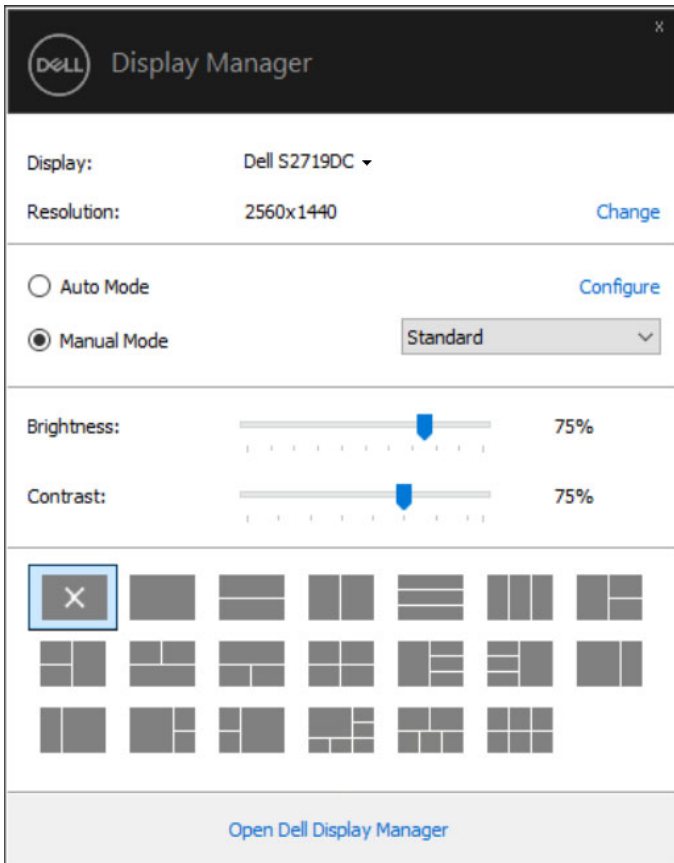 x
DELL Display Manager
Display: Dell S2719DC
Resolution: 2560x1440 Change
Auto Mode Configure
Manual Mode Standard
Brightness: 75%
Contrast: 75%
Open Dell Display Manager